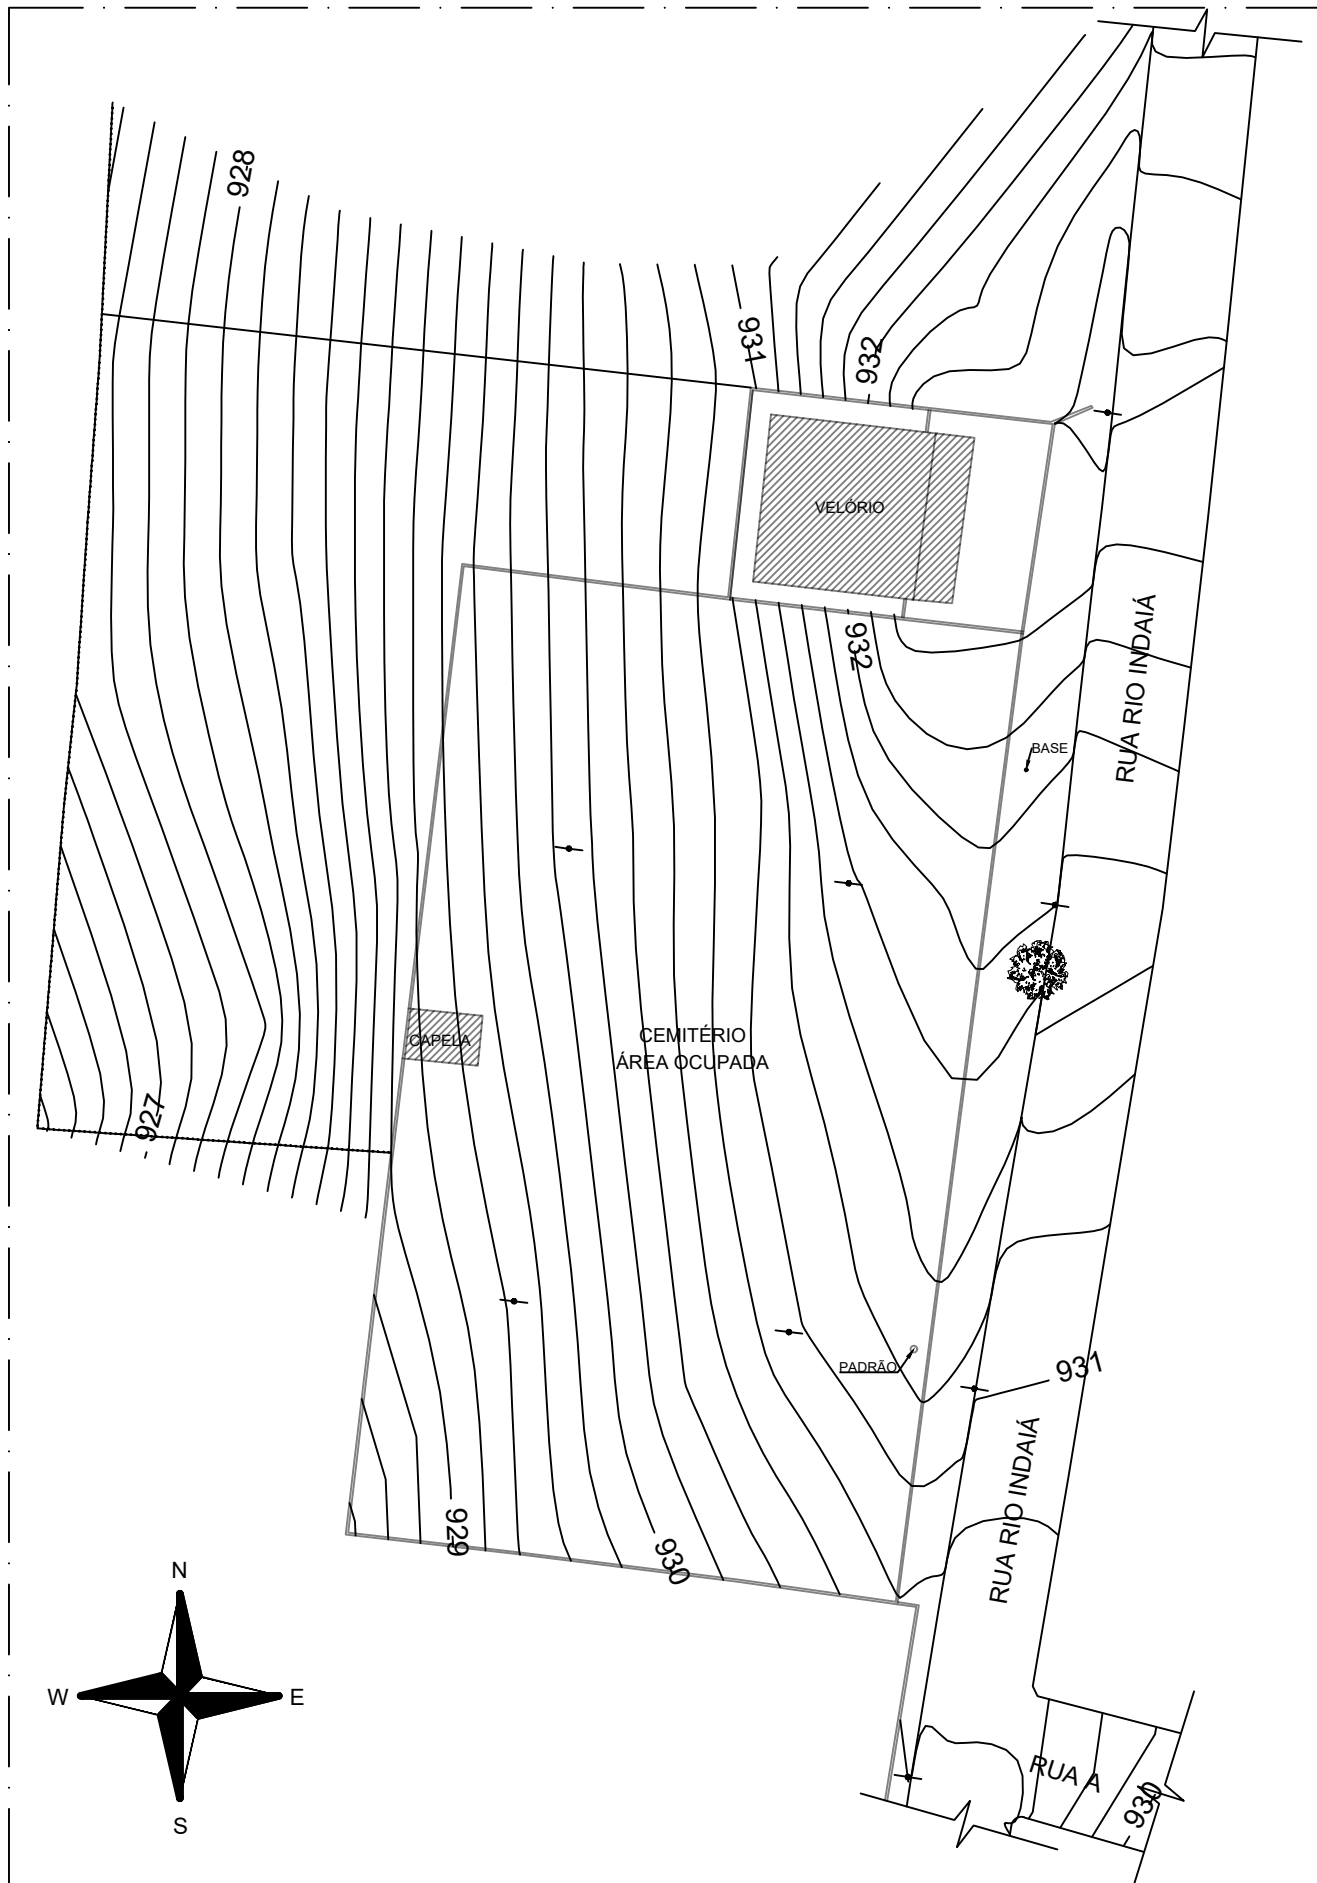 928
931
932
VELÓRIO
932
RUA RIO INDAIÁ
BASE
CEMITÉRIO
ÁREA OCUPADA
CAPELA
927
PADRÃO
931
RUA RIO INDAIÁ
929
930
N
W
E
S
RUA A
930